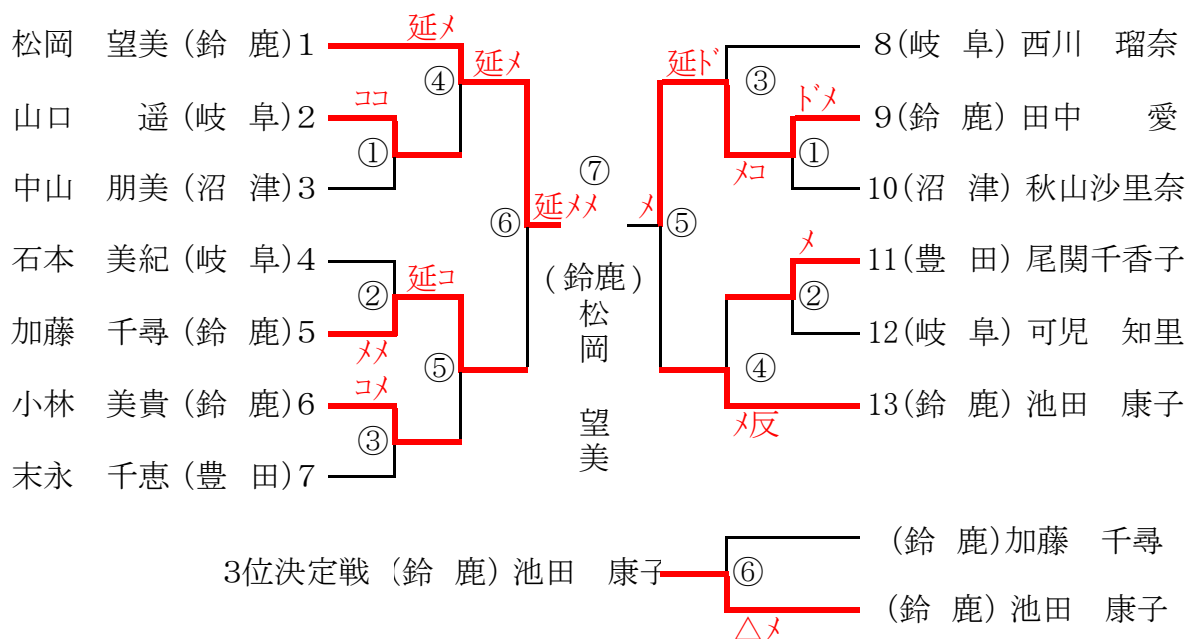 延メ
松岡 望美 (鈴 鹿) 1
8 (岐 阜) 西川 瑠奈
延メ
延ド
④
③
ココ
ドメ
山口 遥 (岐 阜) 2
9 (鈴 鹿) 田中 愛
①
①
メコ
⑦
中山 朋美 (沼 津) 3
10 (沼 津) 秋山沙里奈
⑥
延メメ
メ
⑤
メ
石本 美紀 (岐 阜) 4
11 (豊 田) 尾関千香子
延コ
②
②
(鈴鹿) 松岡 望美
加藤 千尋 (鈴 鹿) 5
12 (岐 阜) 可児 知里
メメ
⑤
④
コメ
小林 美貴 (鈴 鹿) 6
13 (鈴 鹿) 池田 康子
メ反
③
末永 千恵 (豊 田) 7
(鈴 鹿) 加藤 千尋
3位決定戦 (鈴 鹿) 池田 康子
⑥
(鈴 鹿) 池田 康子
△メ